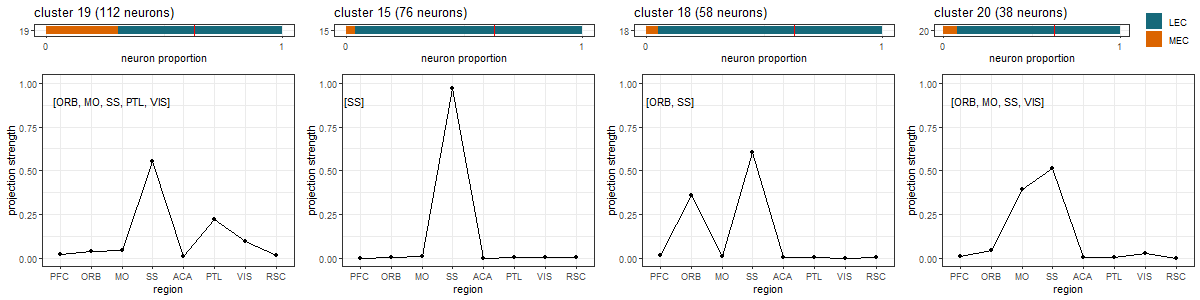 cluster 19 (112 neurons)
19
0 1
neuron proportion
[ORB, MO, SS, PTL, VIS]
projection strength
1.00
0.75
0.50
0.25
0.00
PFC ORB MO SS ACA PTL VIS RSC
region
cluster 15 (76 neurons)
15
0 1
neuron proportion
[SS]
projection strength
1.00
0.75
0.50
0.25
0.00
PFC ORB MO SS ACA PTL VIS RSC
region
cluster 18 (58 neurons)
18
0 1
neuron proportion
[ORB, SS]
projection strength
1.00
0.75
0.50
0.25
0.00
PFC ORB MO SS ACA PTL VIS RSC
region
cluster 20 (38 neurons)
20
0 1
neuron proportion
[ORB, MO, SS, VIS]
projection strength
1.00
0.75
0.50
0.25
0.00
PFC ORB MO SS ACA PTL VIS RSC
region
LEC
MEC